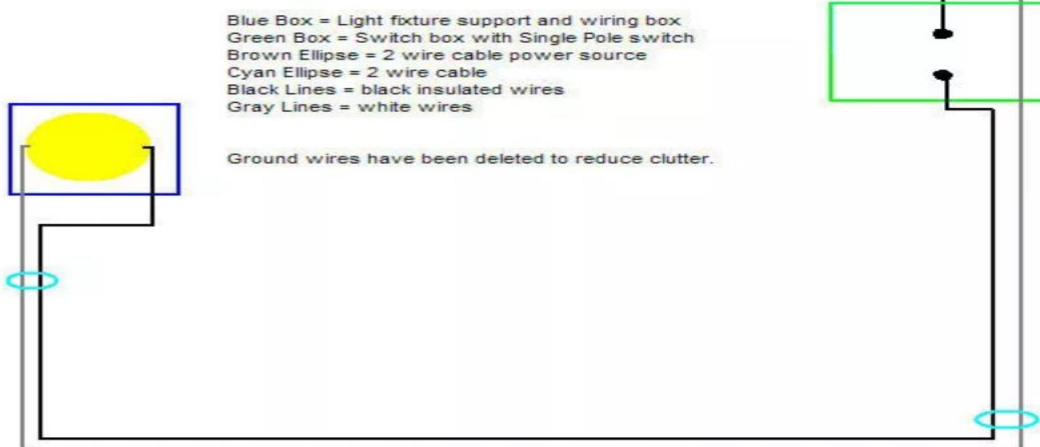 Blue Box = Light fixture support and wiring box
Green Box = Switch box with Single Pole switch
Brown Ellipse = 2 wire cable power source
Cyan Ellipse = 2 wire cable
Black Lines = black insulated wires
Gray Lines = white wires
Ground wires have been deleted to reduce clutter.